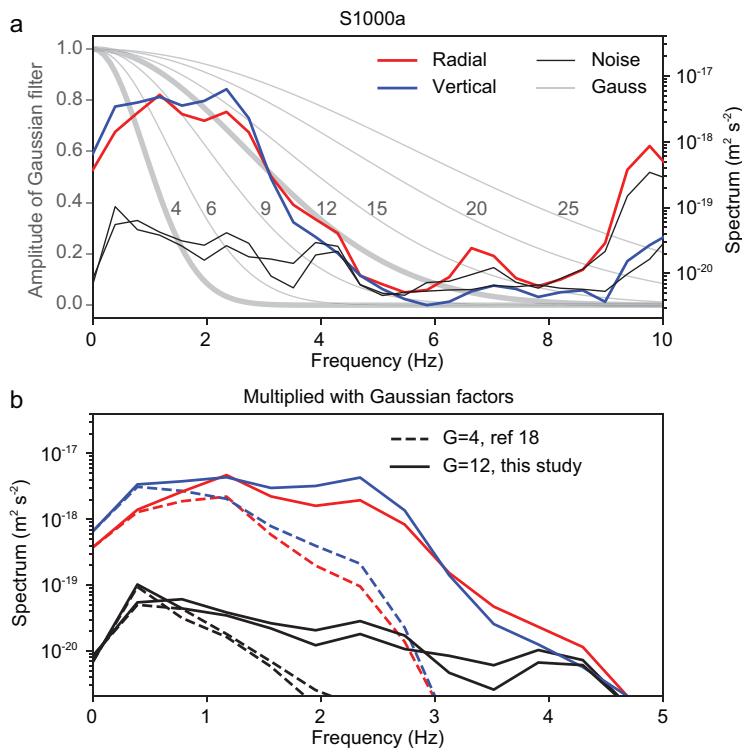 a
S1000a
1.0
0.8
0.6
0.4
0.2
0.0
Amplitude of Gaussian filter
Radial
Vertical
Noise
Gauss
4 6 9 12 15 20 25
10⁻¹⁷
10⁻¹⁸
10⁻¹⁹
10⁻²⁰
Spectrum (m² s⁻²)
0 2 4 6 8 10
Frequency (Hz)
b
Multiplied with Gaussian factors
10⁻¹⁷
10⁻¹⁸
10⁻¹⁹
10⁻²⁰
Spectrum (m² s⁻²)
G=4, ref 18
G=12, this study
0 1 2 3 4 5
Frequency (Hz)